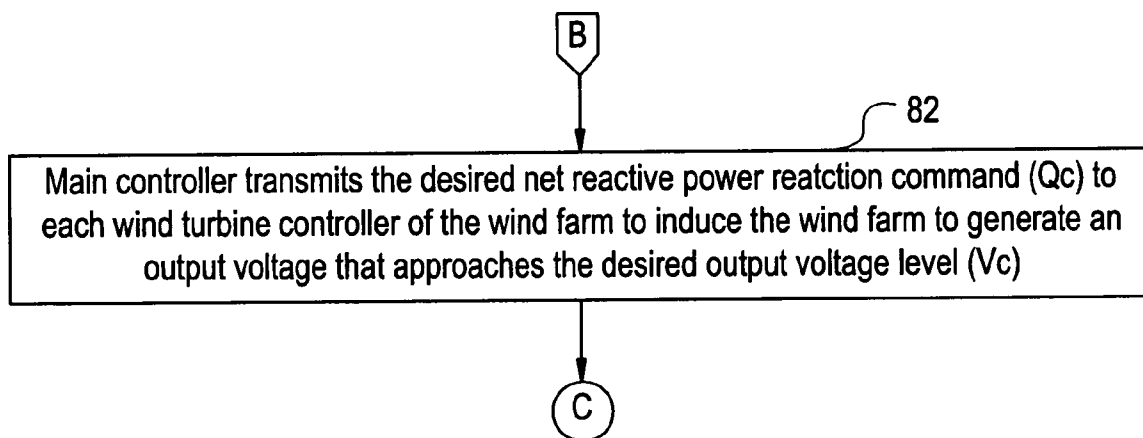 B
82
Main controller transmits the desired net reactive power reatction command (Qc) to
each wind turbine controller of the wind farm to induce the wind farm to generate an
output voltage that approaches the desired output voltage level (Vc)
C